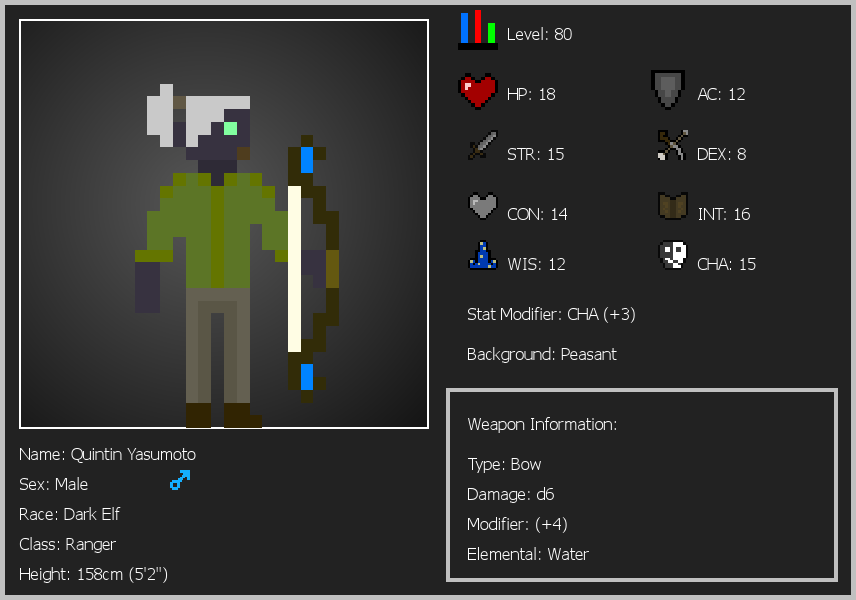 Level: 80
HP: 18
AC: 12
STR: 15
DEX: 8
CON: 14
INT: 16
WIS: 12
CHA: 15
Stat Modifier: CHA (+3)
Background: Peasant
Weapon Information:
Type: Bow
Damage: d6
Modifier: (+4)
Elemental: Water
Name: Quintin Yasumoto
Sex: Male
Race: Dark Elf
Class: Ranger
Height: 158cm (5'2")